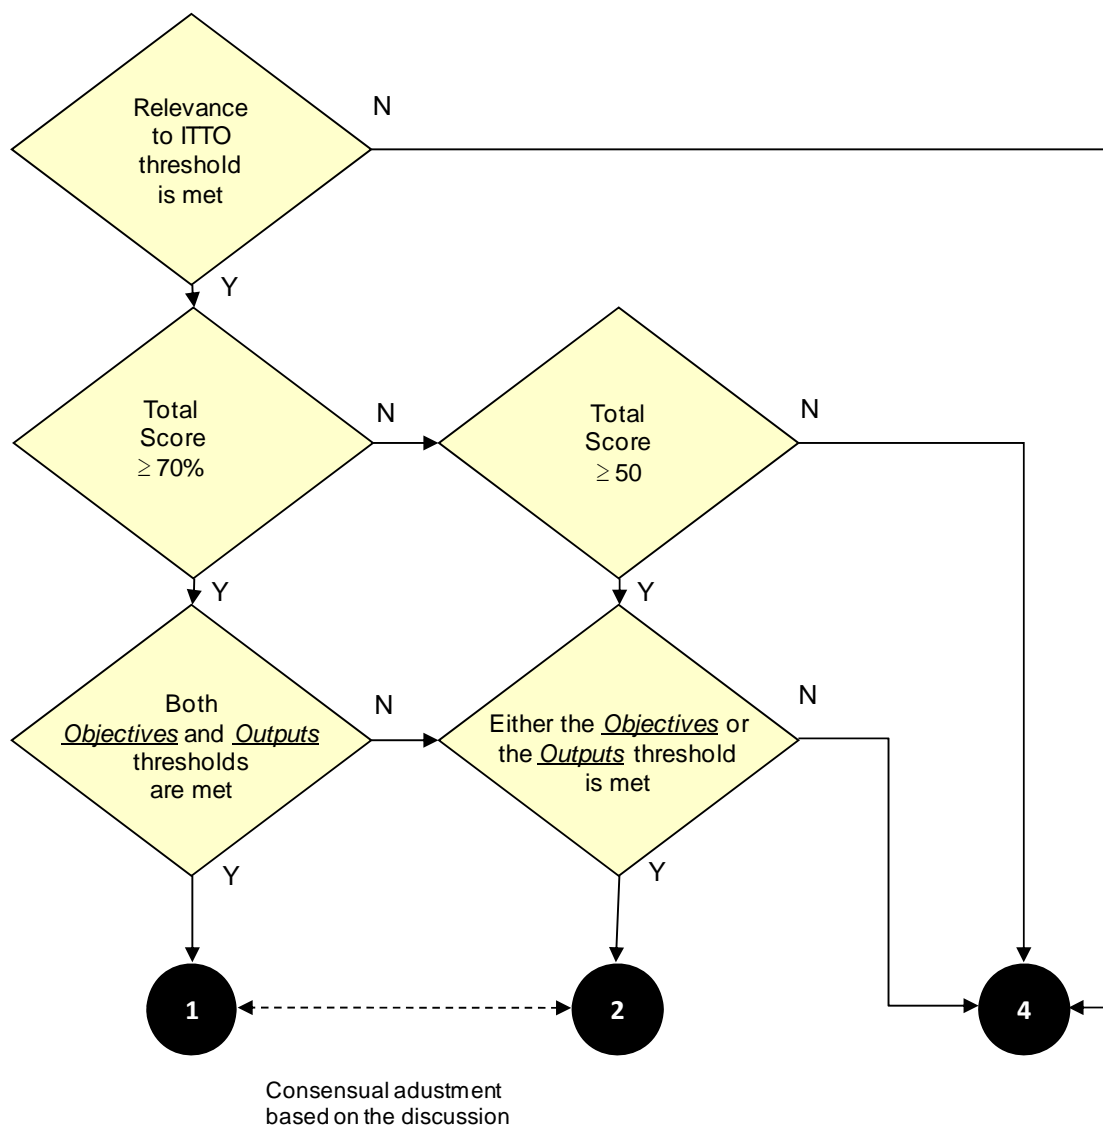 Relevance
to ITTO
threshold
is met
N
Y
Total
Score
≥ 70%
N
Total
Score
≥ 50
N
Y
Y
Both
Objectives and Outputs
thresholds
are met
N
Either the Objectives or
the Outputs threshold
is met
N
Y
Y
1
2
4
Consensual adustment
based on the discussion